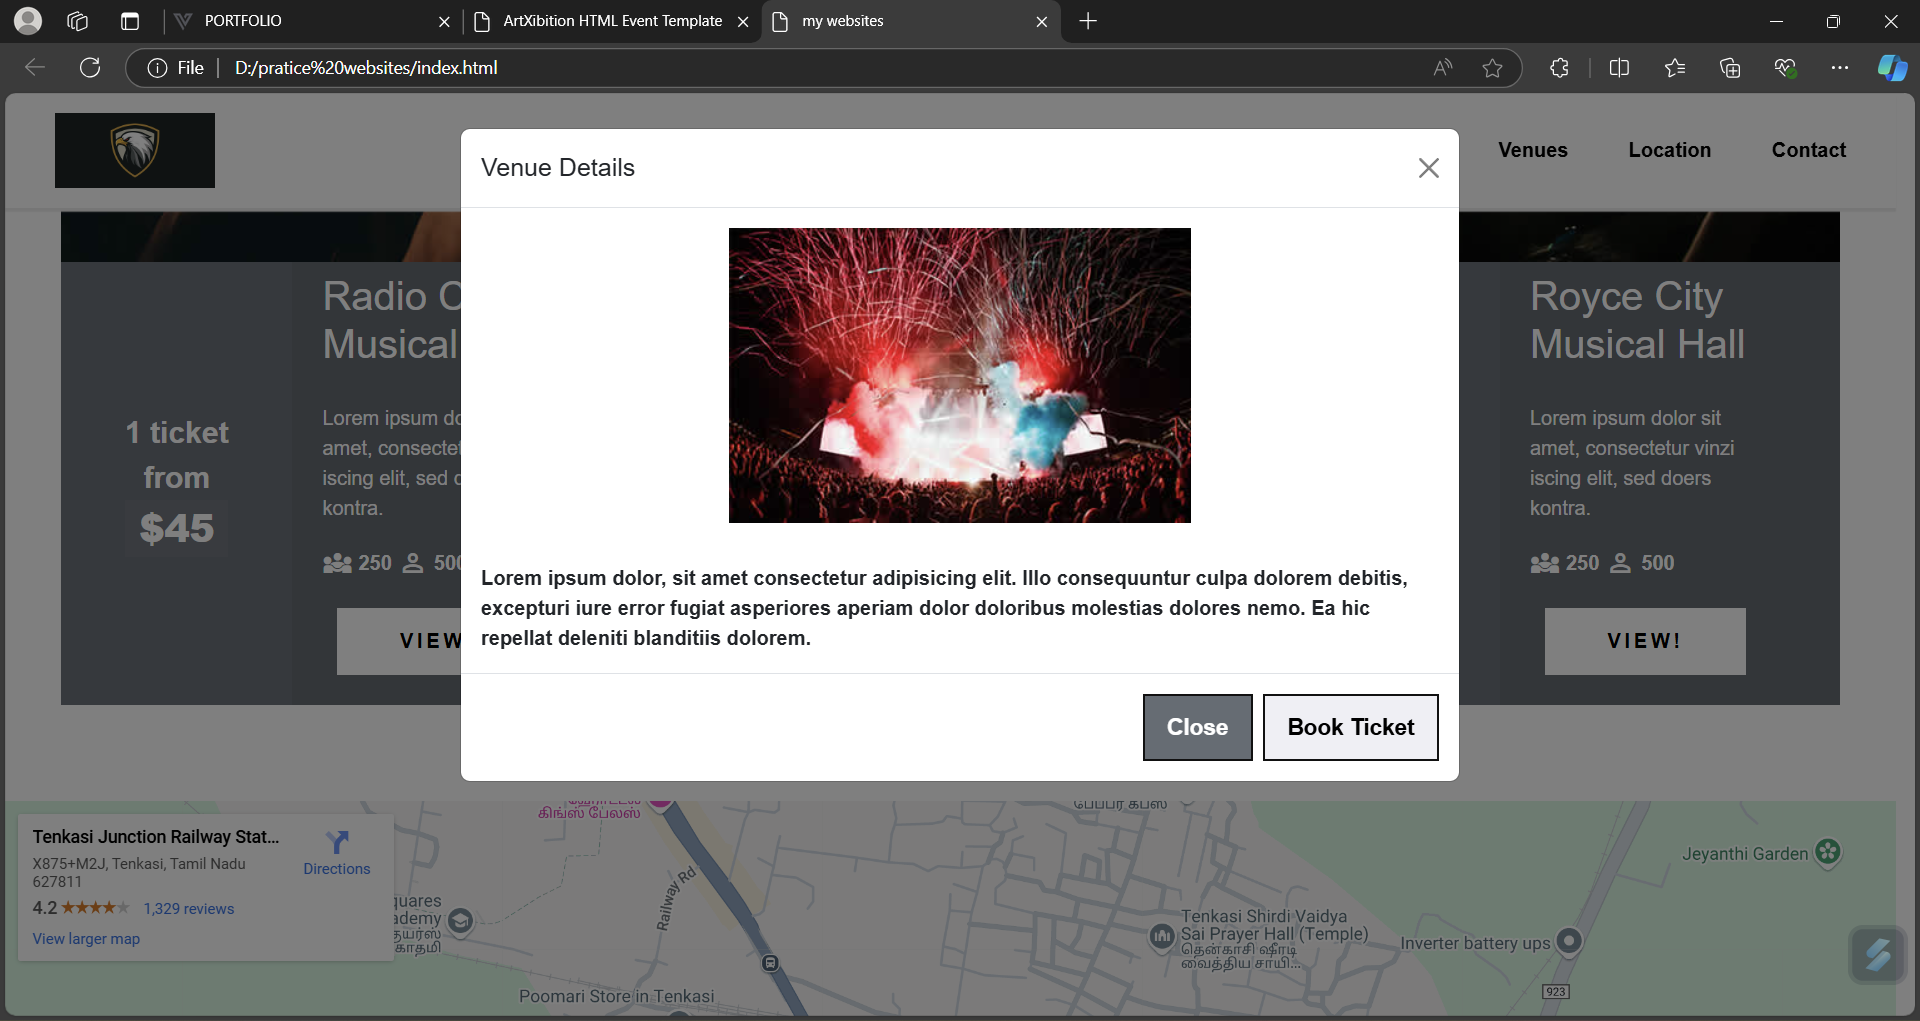 PORTFOLIO
ArtXibition HTML Event Template
my websites
File
D:/pratice%20websites/index.html
Venues
Location
Contact
Venue Details
Radio C
Musical
1 ticket
from
$45
Lorem ipsum do
amet, consectet
iscing elit, sed d
kontra.
250 500
VIEW
Lorem ipsum dolor, sit amet consectetur adipisicing elit. Illo consequuntur culpa dolorem debitis,
excepturi iure error fugiat asperiores aperiam dolor doloribus molestias dolores nemo. Ea hic
repellat deleniti blanditiis dolorem.
Close
Book Ticket
Royce City
Musical Hall
Lorem ipsum dolor sit
amet, consectetur vinzi
iscing elit, sed doers
kontra.
250 500
VIEW!
Tenkasi Junction Railway Stat...
X875+M2J, Tenkasi, Tamil Nadu
627811
Directions
4.2
1,329 reviews
View larger map
கிங்ஸ் பேலஸ்
Railway Rd
Poomari Store in Tenkasi
Tenkasi Shirdi Vaidya
Sai Prayer Hall (Temple)
தென்காசி ஷீரடி
வைத்திய சாயி...
Inverter battery ups
Jeyanthi Garden
923